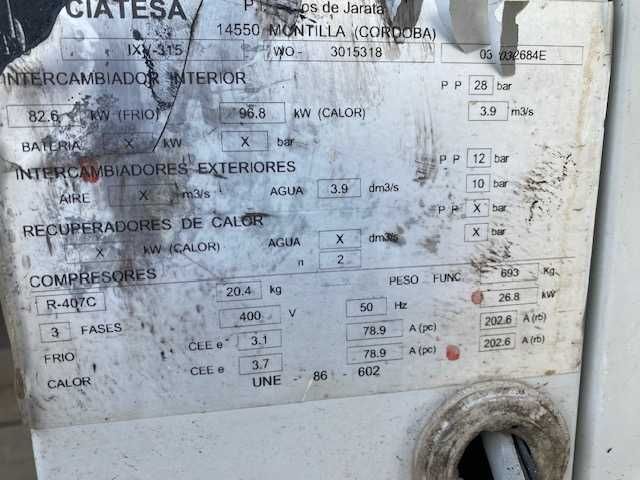 CIATESA
P os de Jarata
14550 MONTILLA (CORDOBA)
WO - 3015318
INTERCAMBIADOR INTERIOR P P 28 bar
82.6 kW (FRIO) 96.8 kW (CALOR) 3.9 m3/s
BATERIA X kW X bar
INTERCAMBIADORES EXTERIORES P P 12 bar
AIRE X m3/s AGUA 3.9 dm3/s 10 bar
RECUPERADORES DE CALOR P P X bar
X kW (CALOR) AGUA X dm3/s X bar
n 2
COMPRESORES PESO FUNC 693 Kg
R-407C 20.4 kg 26.8 kW
3 FASES 400 V 50 Hz
FRIO CEE e 3.1 78.9 A (pc) 202.6 A (rb)
CALOR CEE e 3.7 78.9 A (pc) 202.6 A (rb)
UNE - 86 - 602